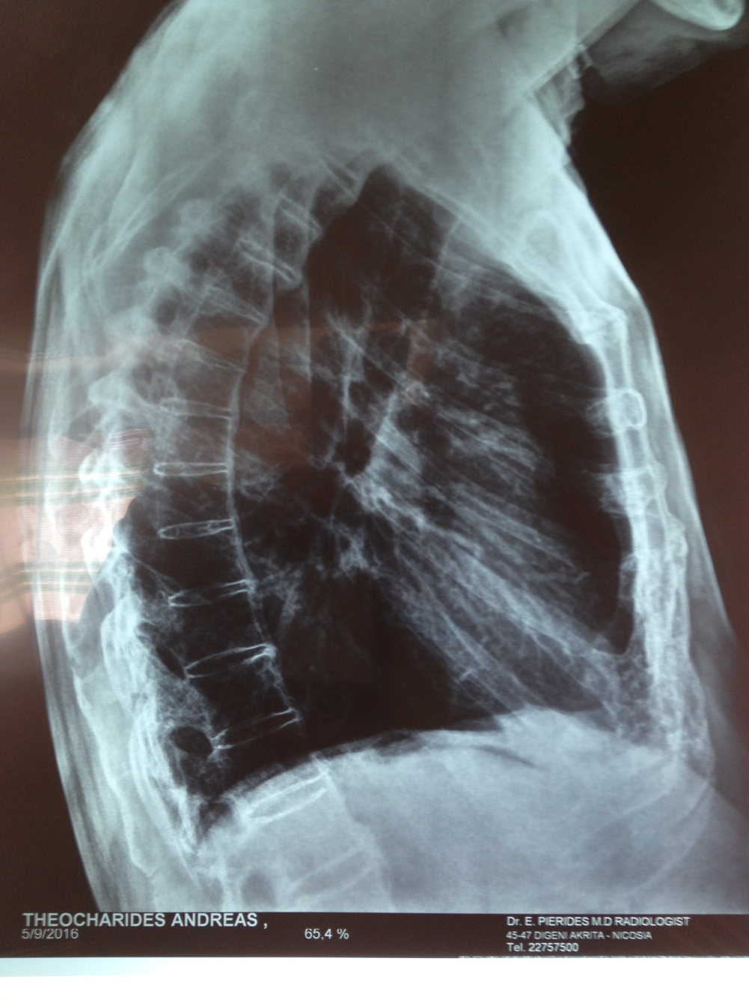 THEOCHARIDES ANDREAS ,
5/9/2016
65,4 %
Dr. E. PIERIDES M.D RADIOLOGIST
45-47 DIGENI AKRITA - NICOSIA
Tel. 22757500